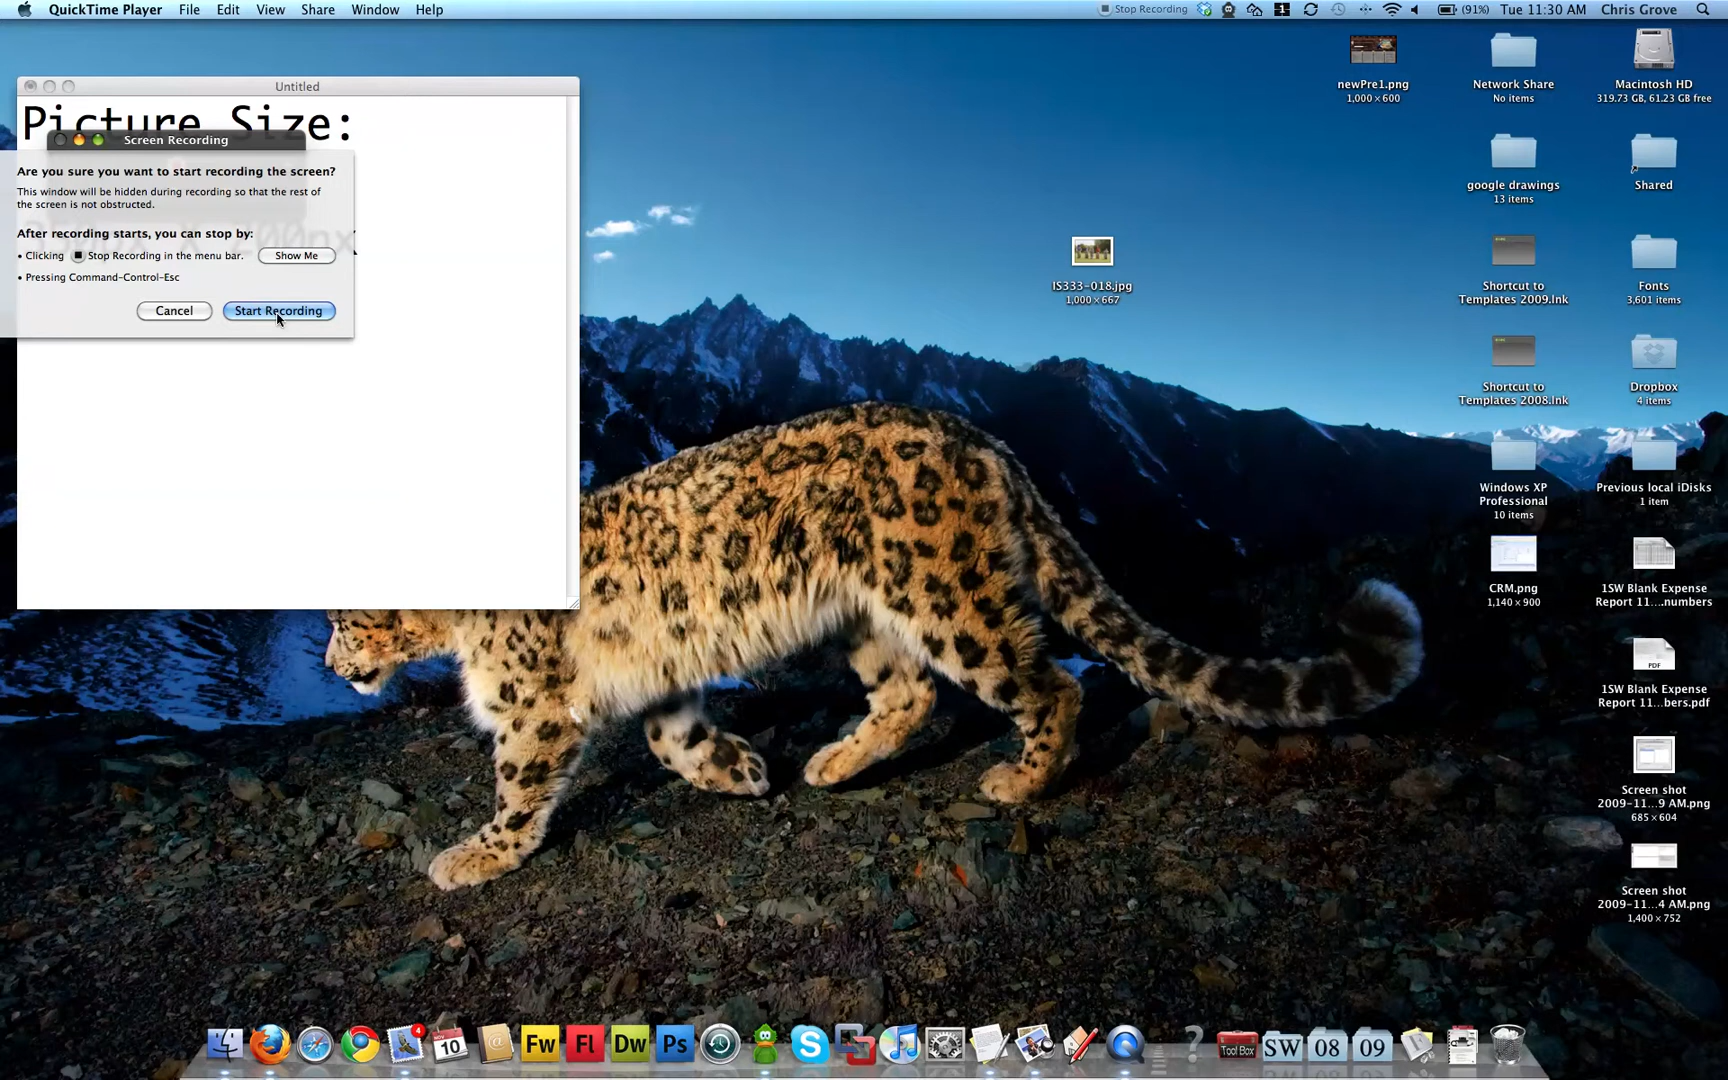 QuickTime Player File Edit View Share Window Help
Stop Recording 1 (91%) Tue 11:30 AM Chris Grove
Untitled
Picture Size:
Screen Recording
Are you sure you want to start recording the screen?
This window will be hidden during recording so that the rest of
the screen is not obstructed.
After recording starts, you can stop by:
• Clicking Stop Recording in the menu bar.
Show Me
• Pressing Command-Control-Esc
Cancel
Start Recording
newPre1.png
1,000 × 600
Network Share
No items
Macintosh HD
319.73 GB, 61.23 GB free
google drawings
13 items
Shared
IS333-018.jpg
1,000 × 667
Shortcut to
Templates 2009.lnk
Fonts
3,601 items
Shortcut to
Templates 2008.lnk
Dropbox
4 items
Windows XP
Professional
10 items
Previous local iDisks
1 item
CRM.png
1,140 × 900
1SW Blank Expense
Report 11....numbers
PDF
1SW Blank Expense
Report 11...bers.pdf
Screen shot
2009-11...9 AM.png
685 × 604
Screen shot
2009-11...4 AM.png
1,400 × 752
4
NOV
10
Fw
Fl
Dw
Ps
Tool Box
SW
08
09